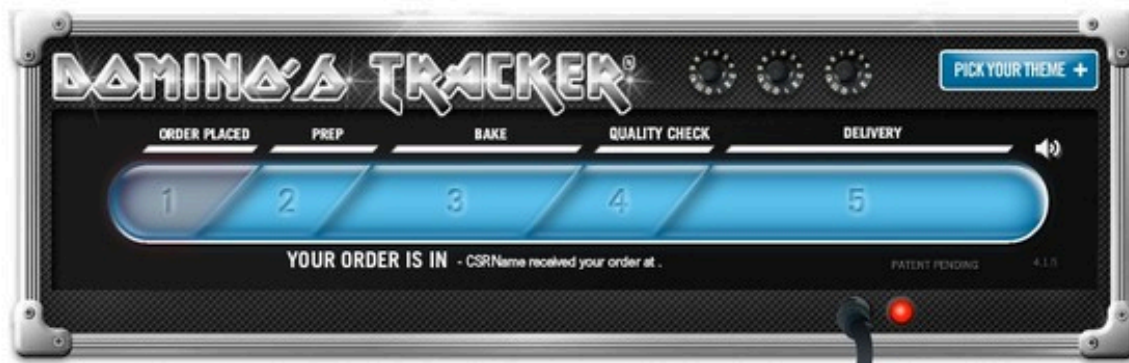 DOMINO'S TRACKER®
PICK YOUR THEME +
ORDER PLACED PREP BAKE QUALITY CHECK DELIVERY
1 2 3 4 5
YOUR ORDER IS IN - CSRName received your order at .
PATENT PENDING 4.1.5